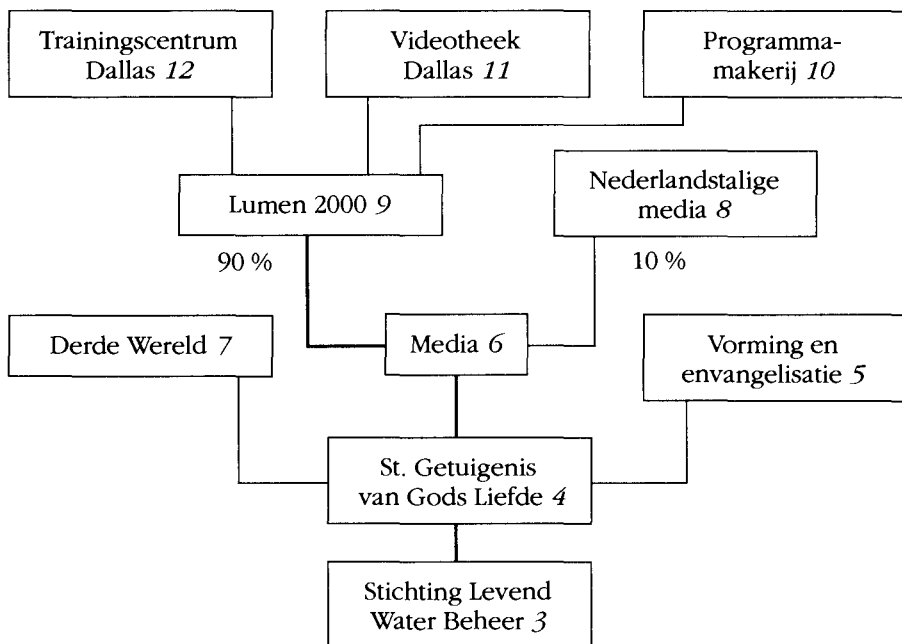 Trainingscentrum
Dallas 12
Videotheek
Dallas 11
Programma-
makerij 10
Lumen 2000 9
Nederlandstalige
media 8
90 %
10 %
Derde Wereld 7
Media 6
Vorming en
envangelisatie 5
St. Getuigenis
van Gods Liefde 4
Stichting Levend
Water Beheer 3